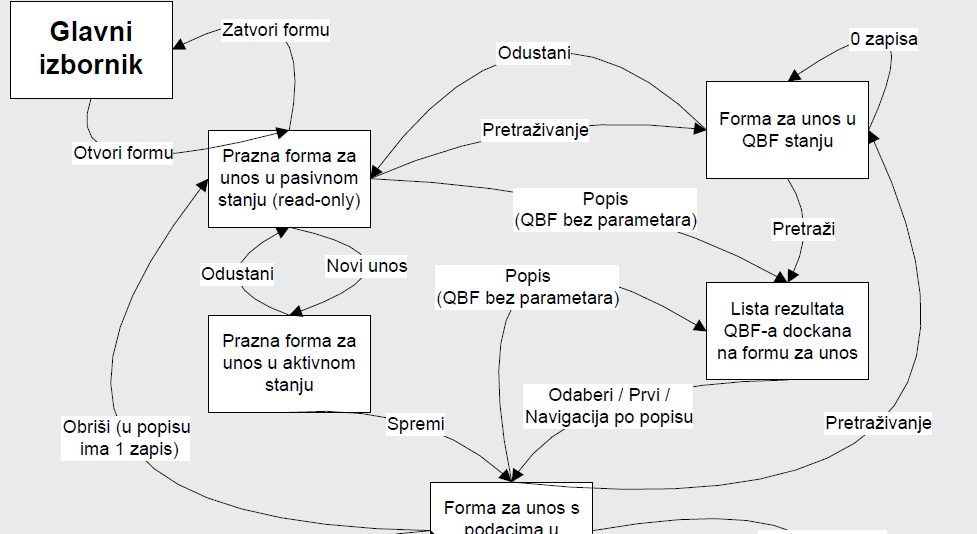 Glavni
izbornik
Zatvori formu
Otvori formu
Odustani
Pretraživanje
0 zapisa
Forma za unos u
QBF stanju
Prazna forma za
unos u pasivnom
stanju (read-only)
Popis
(QBF bez parametara)
Pretraži
Odustani
Novi unos
Popis
(QBF bez parametara)
Lista rezultata
QBF-a dockana
na formu za unos
Prazna forma za
unos u aktivnom
stanju
Odaberi / Prvi /
Navigacija po popisu
Spremi
Obriši (u popisu
ima 1 zapis)
Pretraživanje
Forma za unos s
podacima u